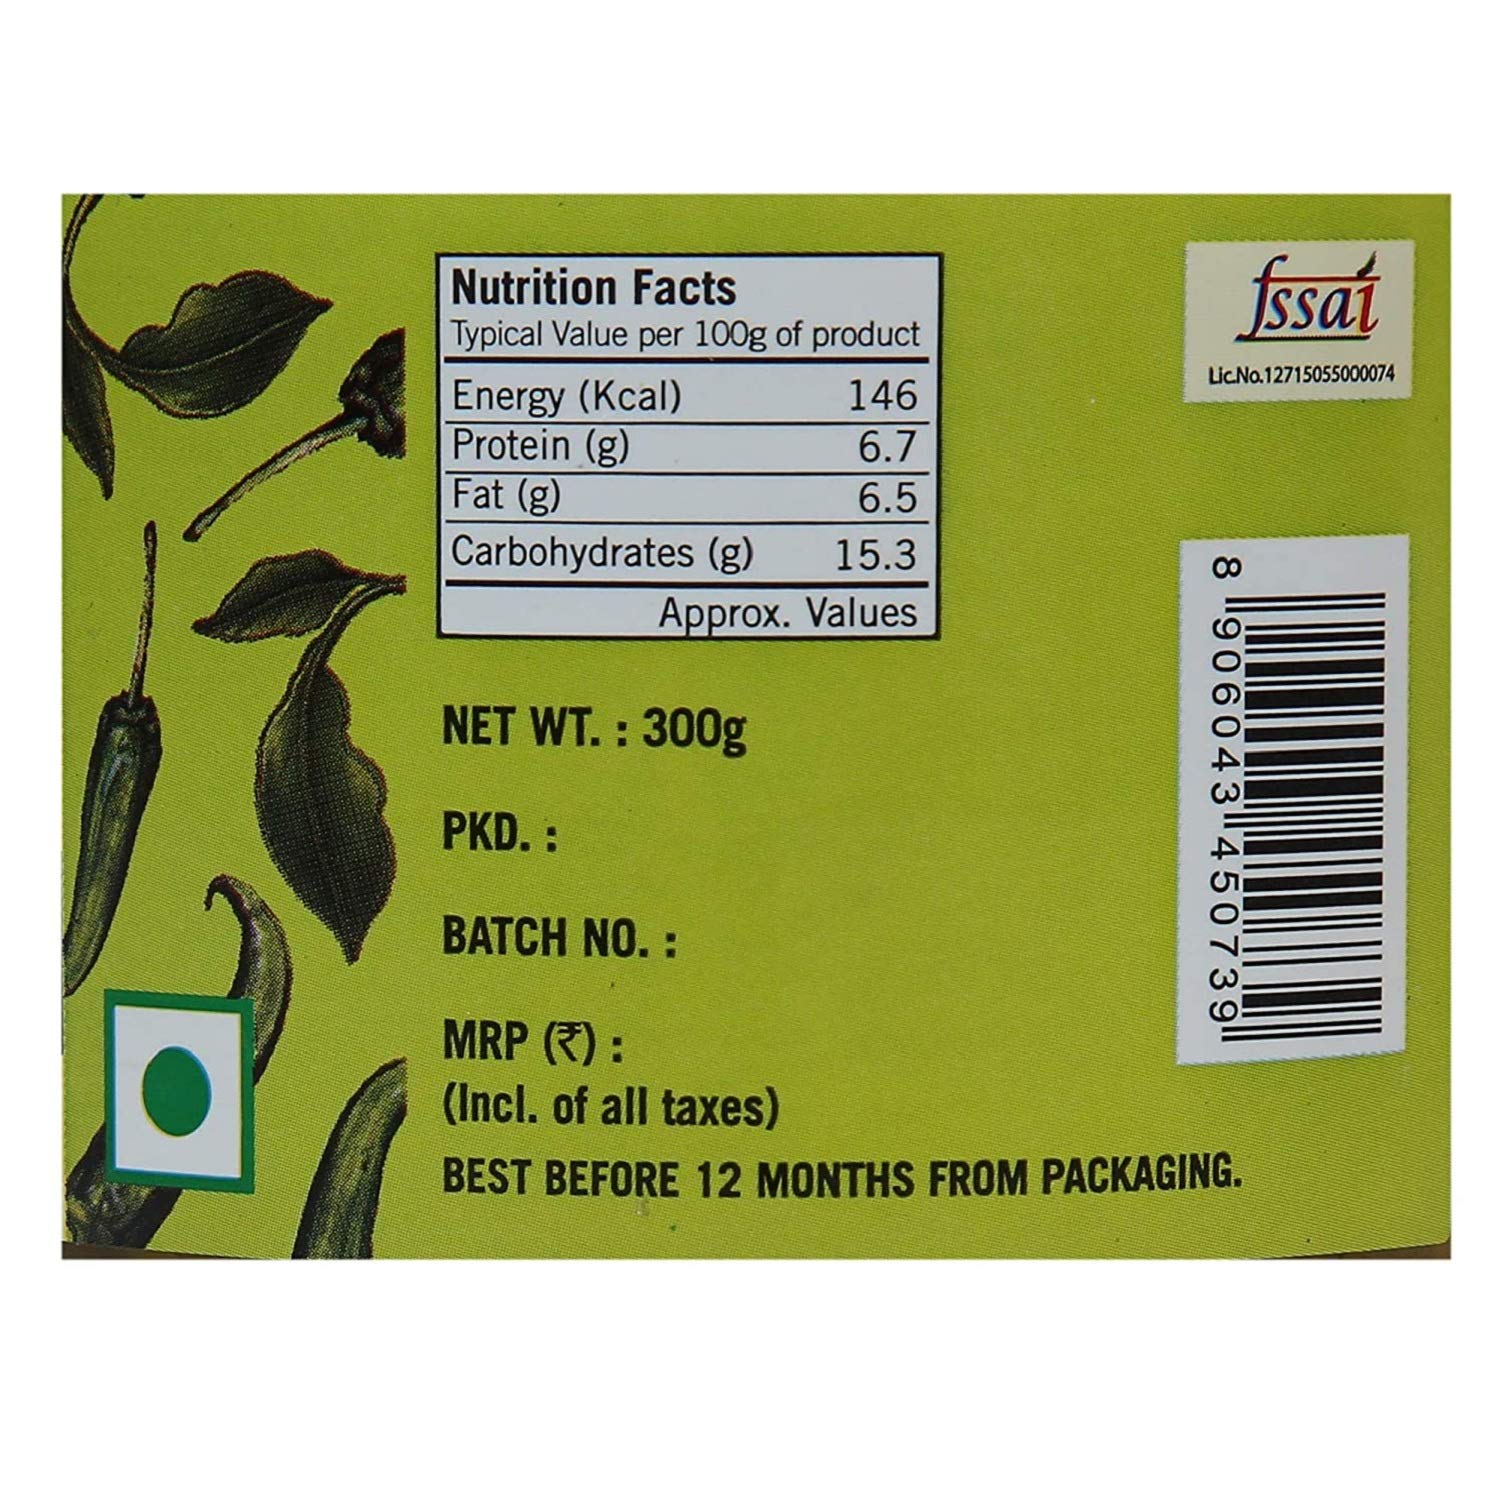 Nutrition Facts
Typical Value per 100g of product
Energy (Kcal) 146
Protein (g) 6.7
Fat (g) 6.5
Carbohydrates (g) 15.3
Approx. Values
NET WT. : 300g
PKD. :
BATCH NO. :
MRP (₹) :
(Incl. of all taxes)
BEST BEFORE 12 MONTHS FROM PACKAGING.
fssai
Lic.No.12715055000074
8 906043 450739